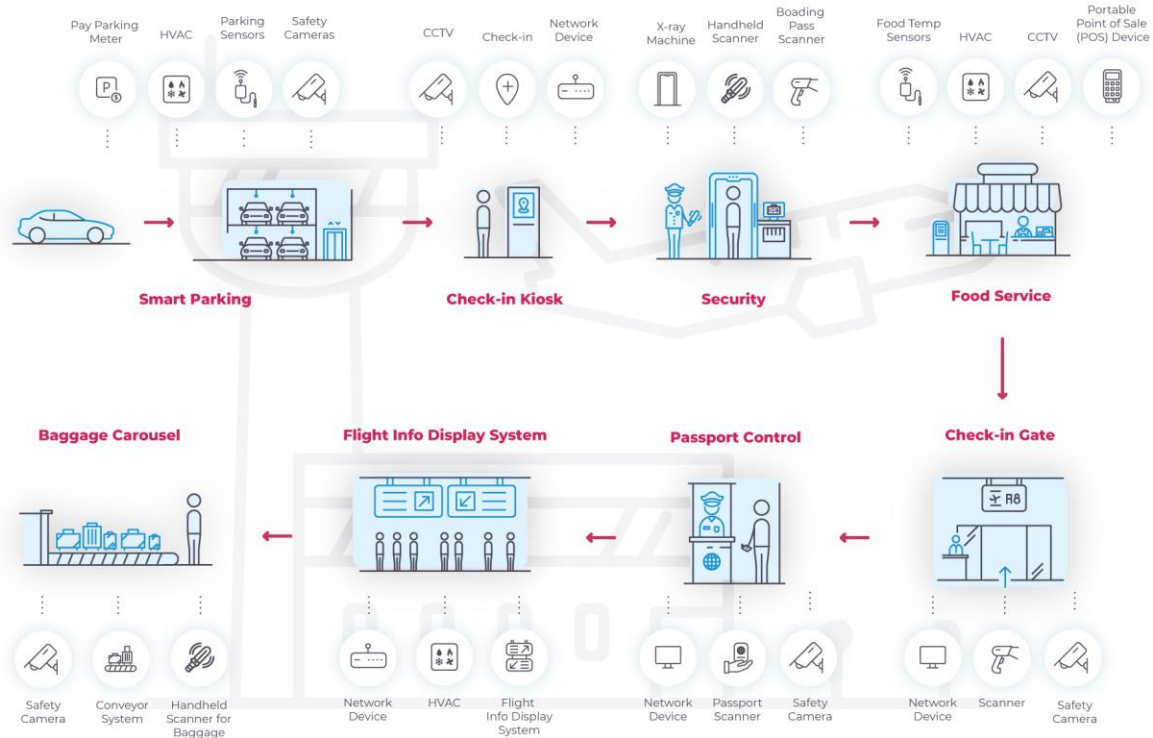 Pay Parking
Meter
HVAC
Parking
Sensors
Safety
Cameras
CCTV
Check-in
Network
Device
X-ray
Machine
Handheld
Scanner
Boading
Pass
Scanner
Food Temp
Sensors
HVAC
CCTV
Portable
Point of Sale
(POS) Device
P
$
Smart Parking
Check-in Kiosk
Security
Food Service
Baggage Carousel
Flight Info Display System
Passport Control
Check-in Gate
A8
Safety
Camera
Conveyor
System
Handheld
Scanner for
Baggage
Network
Device
HVAC
Flight
Info Display
System
Network
Device
Passport
Scanner
Safety
Camera
Network
Device
Scanner
Safety
Camera